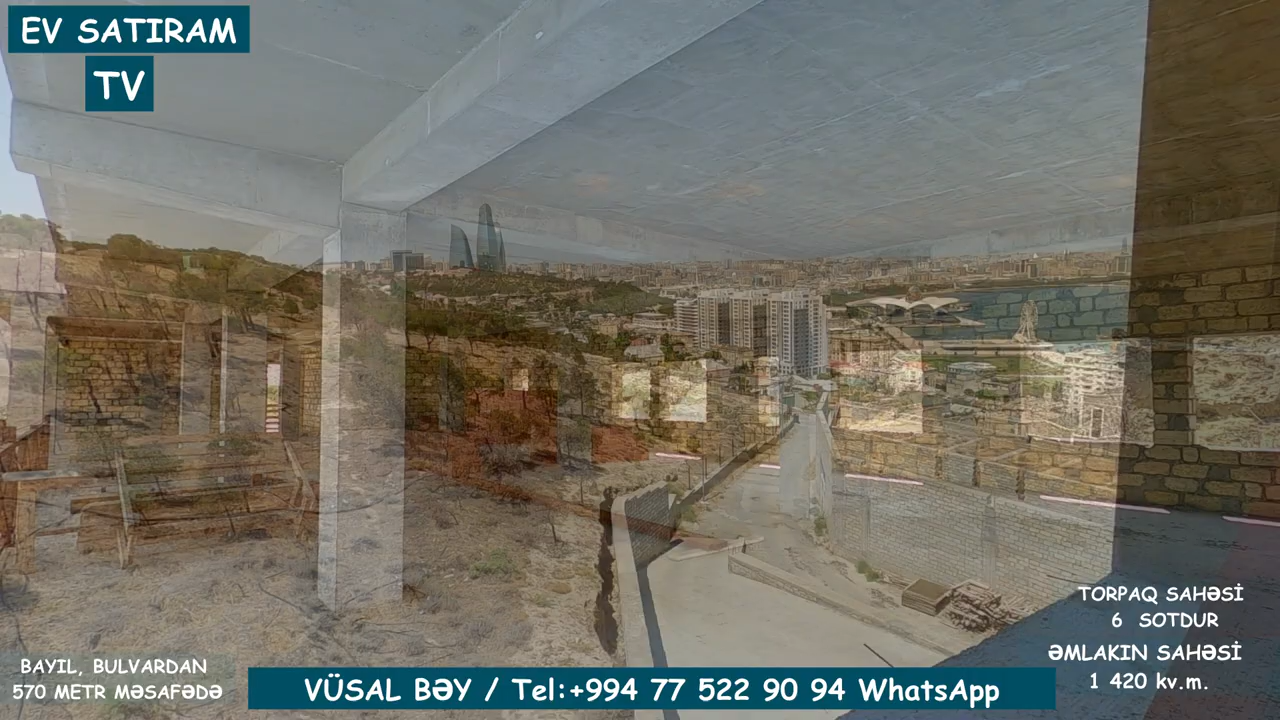 EV SATIRAM
TV
TORPAQ SAHƏSİ
6 SOTDUR
ƏMLAKIN SAHƏSİ
1 420 kv.m.
BAYIL, BULVARDAN
570 METR MƏSAFƏDƏ
VÜSAL BƏY / Tel:+994 77 522 90 94 WhatsApp